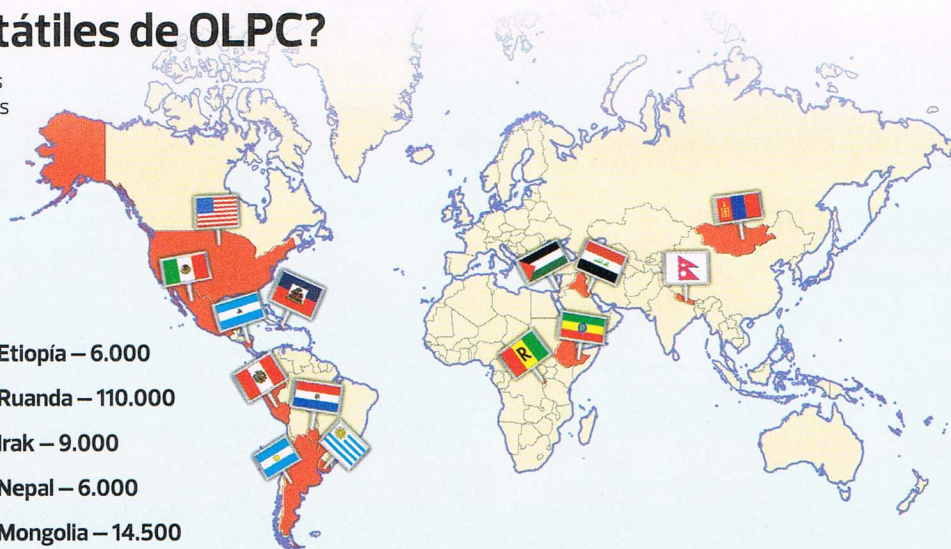 tátiles de OLPC?
s
s
Etiopía – 6.000
Ruanda – 110.000
Irak – 9.000
Nepal – 6.000
Mongolia – 14.500
R